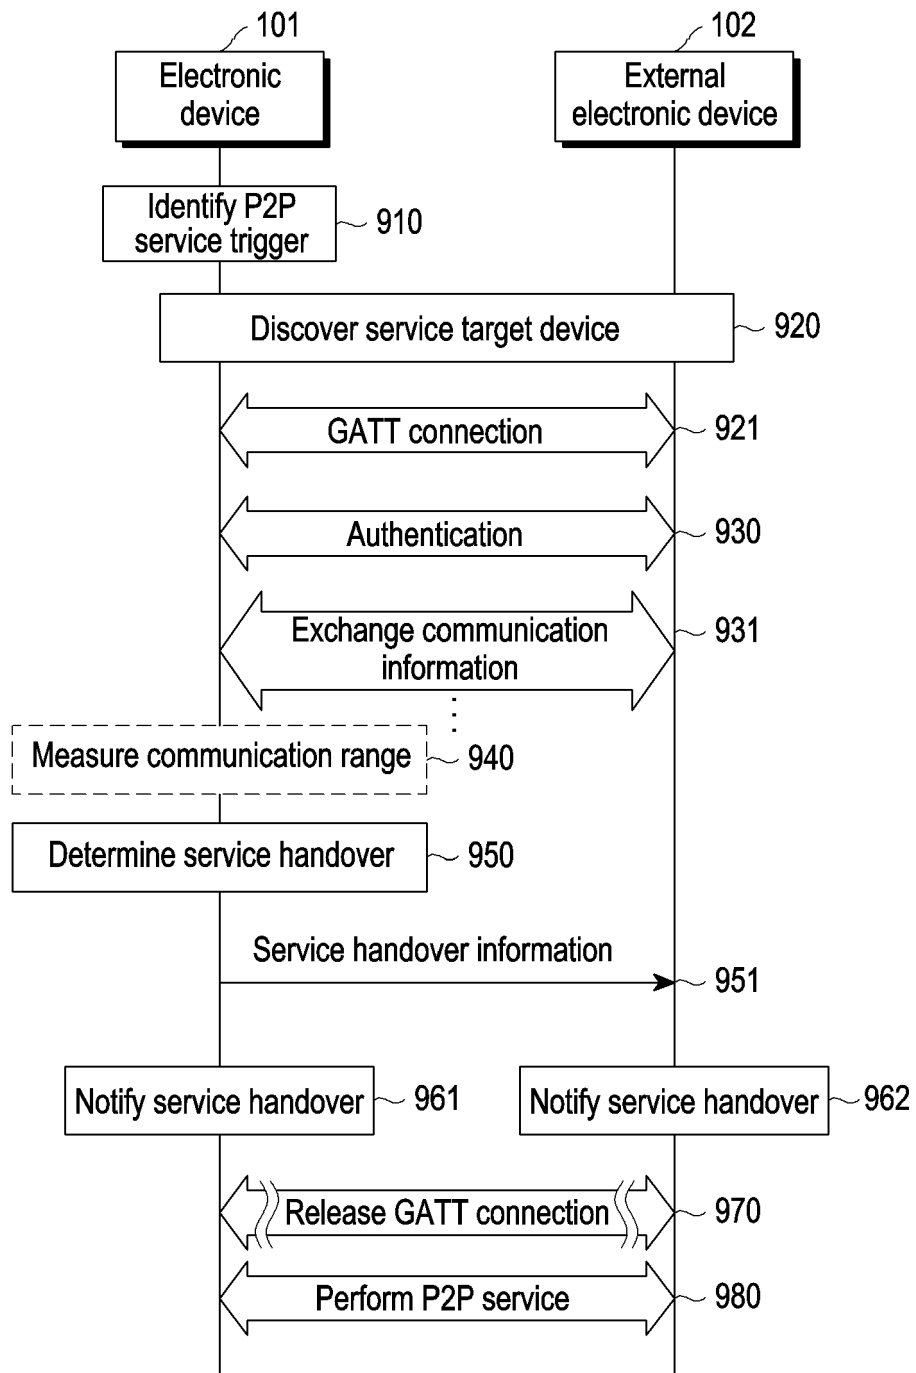 101
102
Electronic
device
External
electronic device
Identify P2P
service trigger
910
Discover service target device
920
GATT connection
921
Authentication
930
Exchange communication
information
931
Measure communication range
940
Determine service handover
950
Service handover information
951
Notify service handover
961
Notify service handover
962
Release GATT connection
970
Perform P2P service
980